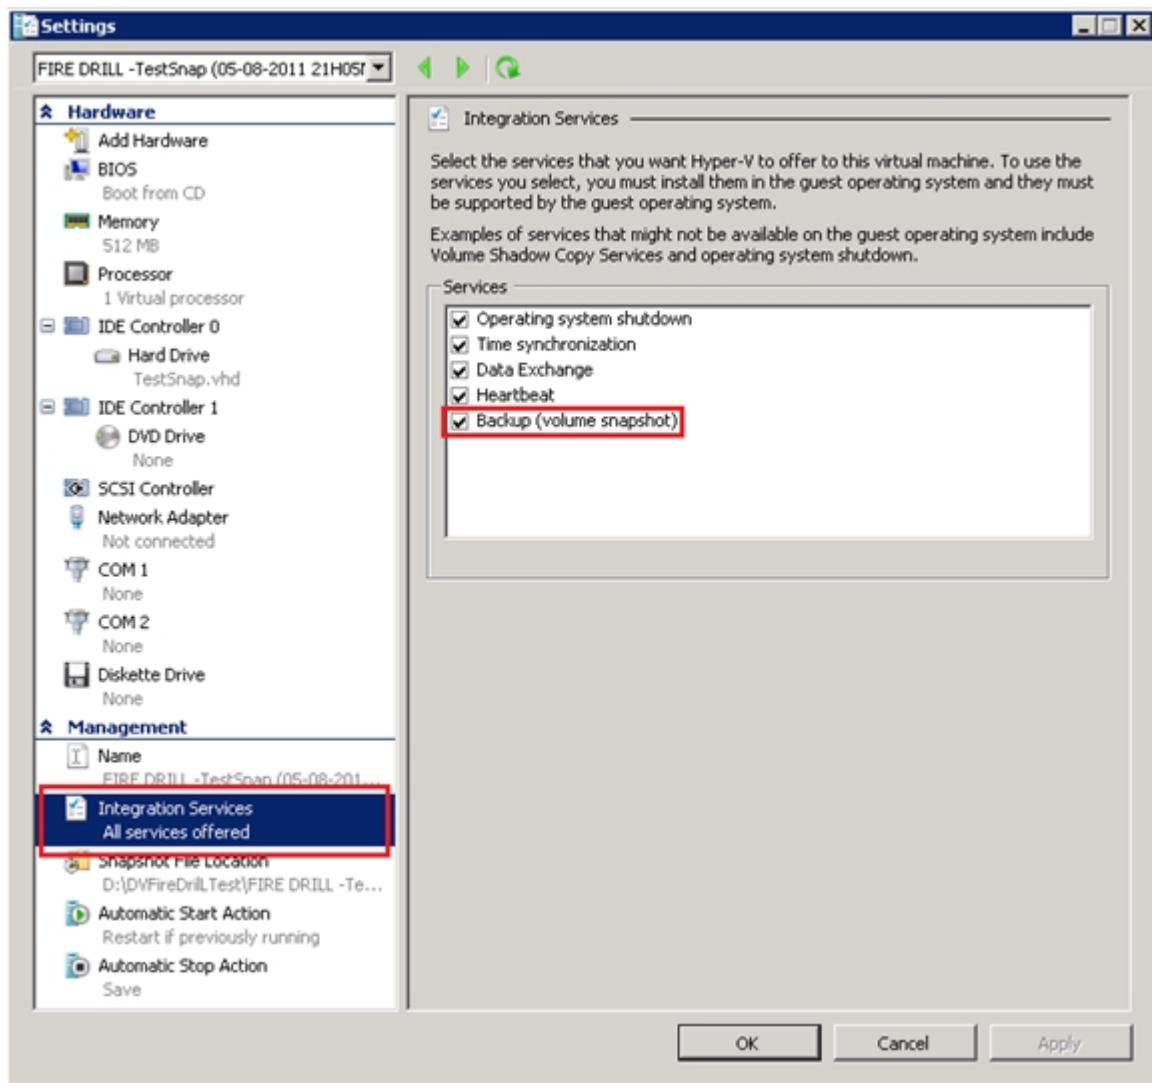 Settings
FIRE DRILL -TestSnap (05-08-2011 21H05
Hardware
Add Hardware
BIOS
Boot from CD
Memory
512 MB
Processor
1 Virtual processor
IDE Controller 0
Hard Drive
TestSnap.vhd
IDE Controller 1
DVD Drive
None
SCSI Controller
Network Adapter
Not connected
COM 1
None
COM 2
None
Diskette Drive
None
Management
Name
FIRE DRILL -TestSnap (05-08-201...
Integration Services
All services offered
Snapshot File Location
D:\DVFireDrilLTest\FIRE DRILL -Te...
Automatic Start Action
Restart if previously running
Automatic Stop Action
Save
Integration Services
Select the services that you want Hyper-V to offer to this virtual machine. To use the
services you select, you must install them in the guest operating system and they must
be supported by the guest operating system.
Examples of services that might not be available on the guest operating system include
Volume Shadow Copy Services and operating system shutdown.
Services
Operating system shutdown
Time synchronization
Data Exchange
Heartbeat
Backup (volume snapshot)
OK
Cancel
Apply